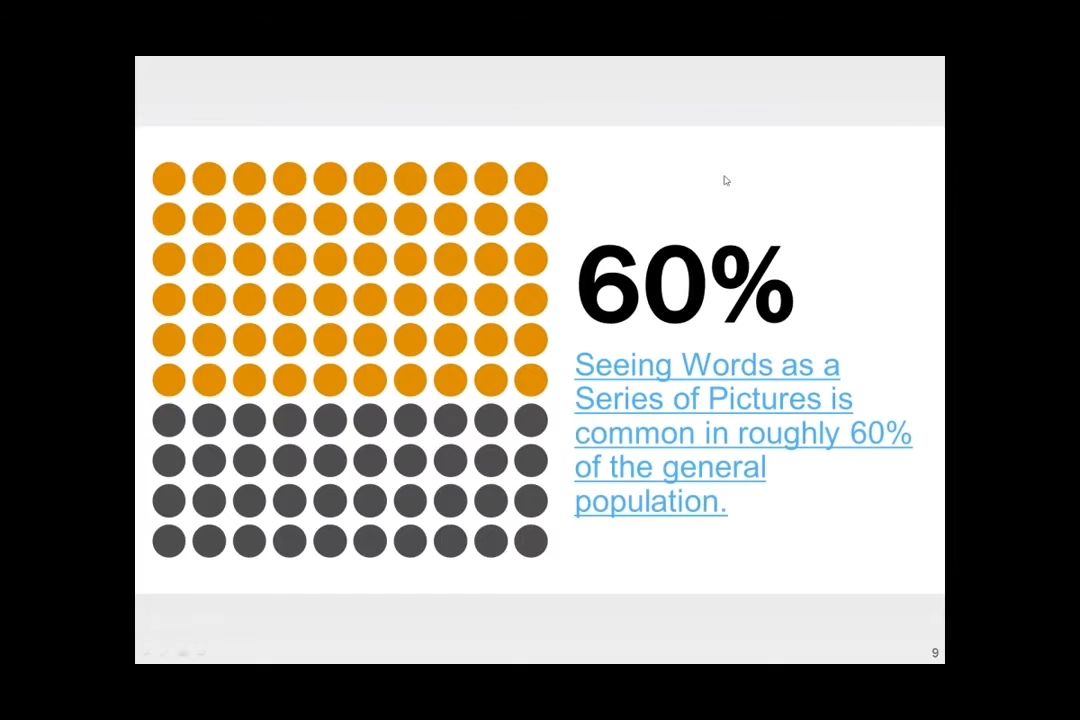 60%
Seeing Words as a
Series of Pictures is
common in roughly 60%
of the general
population.
9